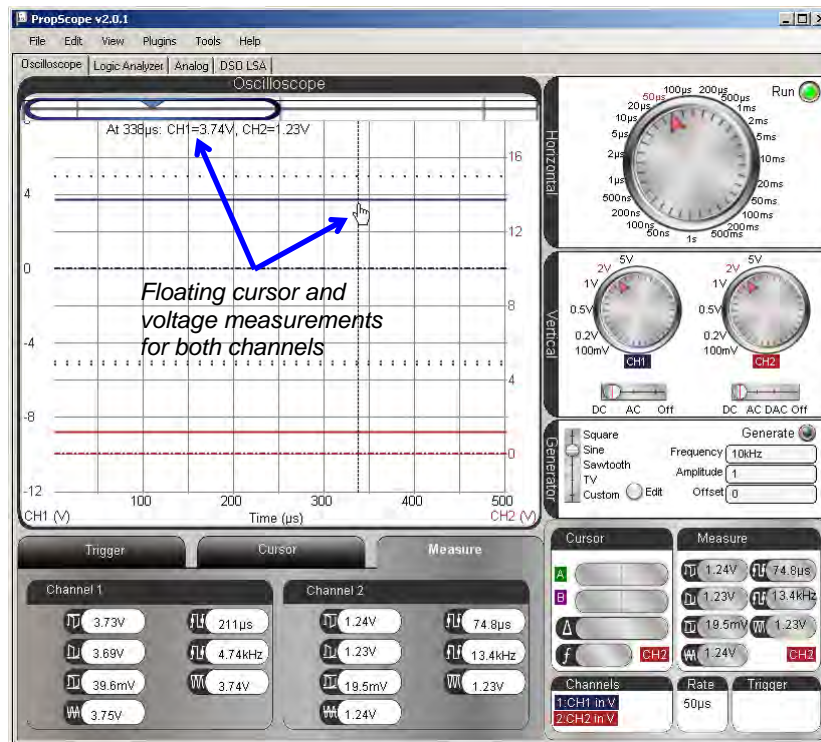 PropScope v2.0.1
File Edit View Plugins Tools Help
Oscilloscope Logic Analyzer Analog DSO LSA
Oscilloscope
At 338µs: CH1=3.74V, CH2=1.23V
8
4
0
-4
-8
-12
16
12
8
4
0
Floating cursor and
voltage measurements
for both channels
100 200 300 400 500
CH1 (V) Time (µs) CH2 (V)
Horizontal
Run
50ns 100ns 200ns 500ns 1µs 2µs 5µs 10µs 20µs 50µs 100µs 200µs 500µs 1ms 2ms 5ms 10ms 20ms 50ms 100ms 200ms 500ms 1s
Vertical
100mV 0.2V 0.5V 1V 2V 5V
CH1
DC AC Off
100mV 0.2V 0.5V 1V 2V 5V
CH2
DC AC DAC Off
Generator
Square
Sine
Sawtooth
TV
Custom Edit
Generate
Frequency 10kHz
Amplitude 1
Offset 0
Trigger Cursor Measure
Channel 1
3.73V 211µs
3.69V 4.74kHz
39.6mV 3.74V
3.75V
Channel 2
1.24V 74.8µs
1.23V 13.4kHz
19.5mV 1.23V
1.24V
Cursor
A
B
Δ
f CH2
Measure
1.24V 74.8µs
1.23V 13.4kHz
19.5mV 1.23V
1.24V CH2
Channels
1:CH1 in V
2:CH2 in V
Rate
50µs
Trigger